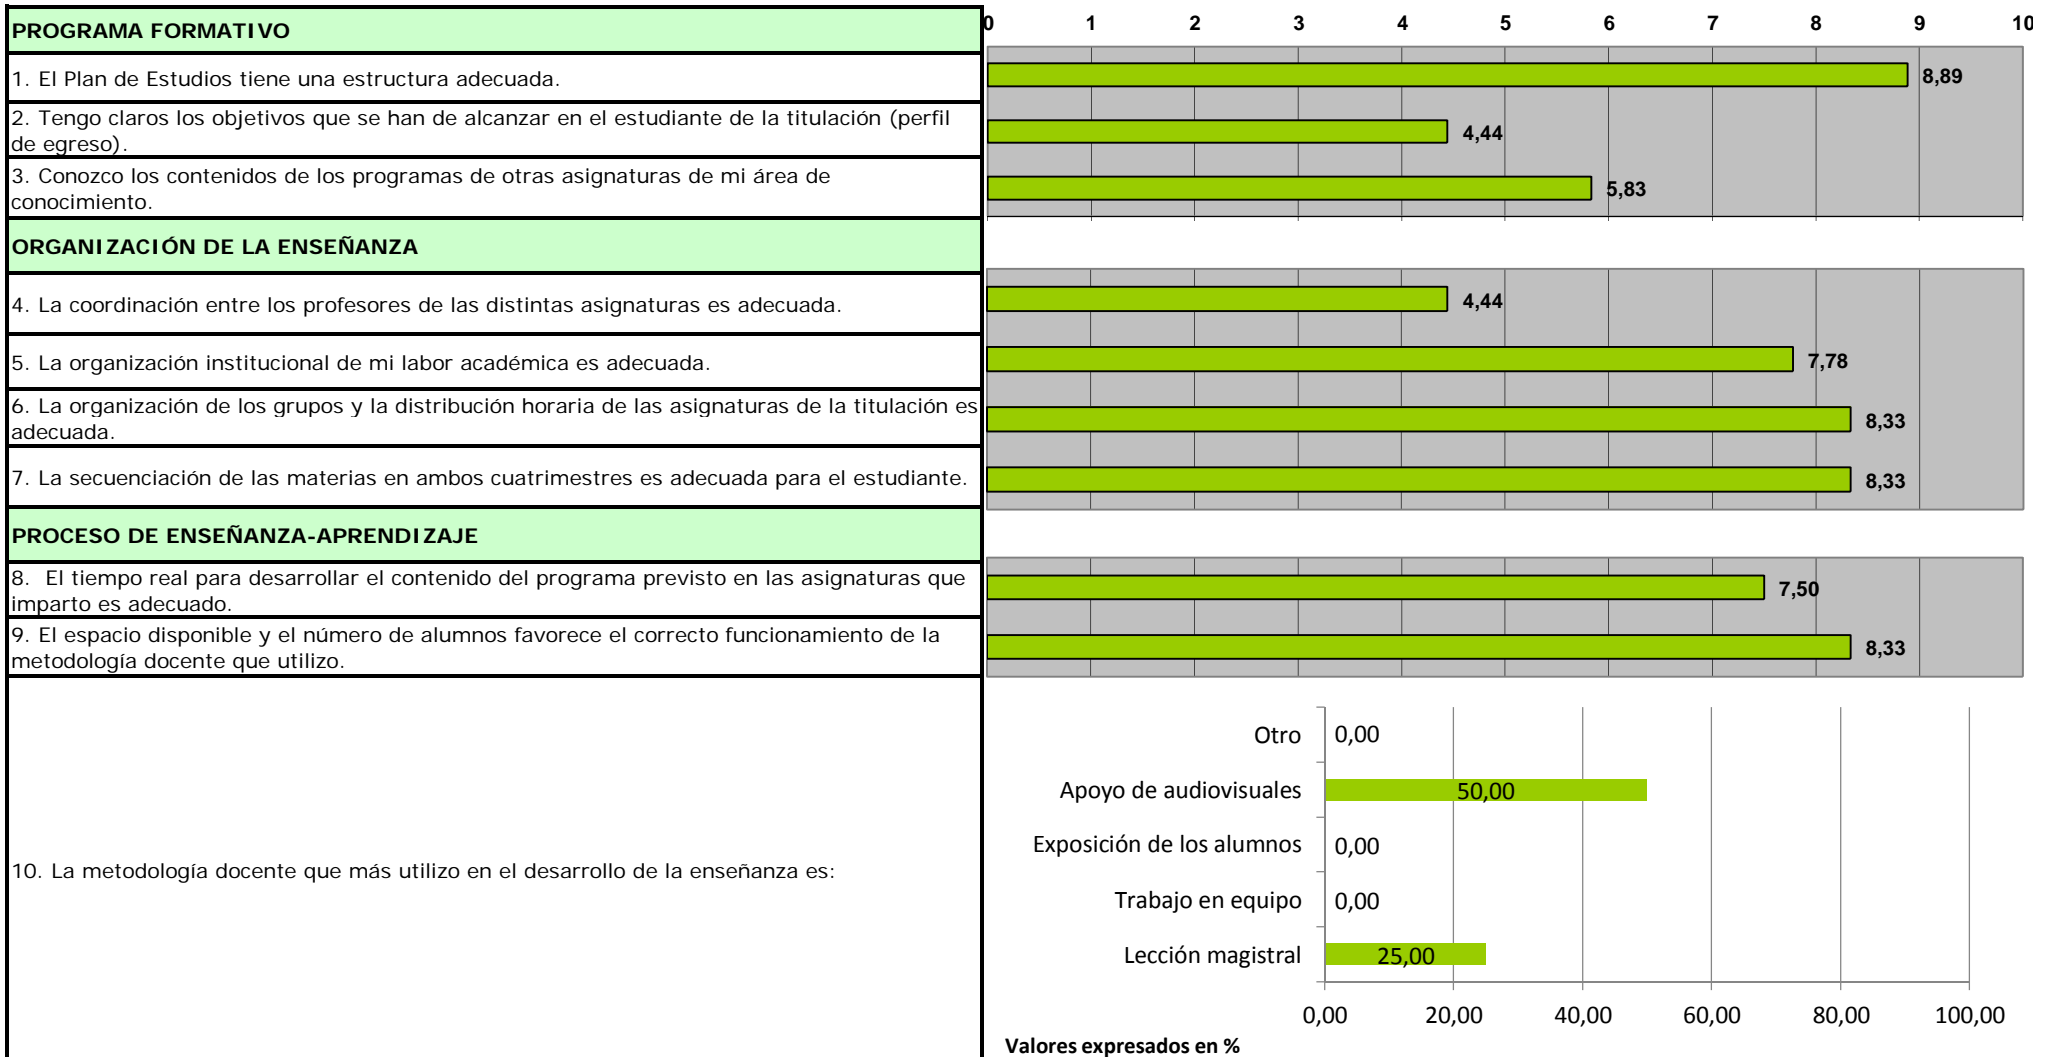 PROGRAMA FORMATIVO
0 1 2 3 4 5 6 7 8 9 10
1. El Plan de Estudios tiene una estructura adecuada.
8,89
2. Tengo claros los objetivos que se han de alcanzar en el estudiante de la titulación (perfil
de egreso).
4,44
3. Conozco los contenidos de los programas de otras asignaturas de mi área de
conocimiento.
5,83
ORGANIZACIÓN DE LA ENSEÑANZA
4. La coordinación entre los profesores de las distintas asignaturas es adecuada.
4,44
5. La organización institucional de mi labor académica es adecuada.
7,78
6. La organización de los grupos y la distribución horaria de las asignaturas de la titulación es
adecuada.
8,33
7. La secuenciación de las materias en ambos cuatrimestres es adecuada para el estudiante.
8,33
PROCESO DE ENSEÑANZA-APRENDIZAJE
8. El tiempo real para desarrollar el contenido del programa previsto en las asignaturas que
imparto es adecuado.
7,50
9. El espacio disponible y el número de alumnos favorece el correcto funcionamiento de la
metodología docente que utilizo.
8,33
10. La metodología docente que más utilizo en el desarrollo de la enseñanza es:
Otro 0,00
Apoyo de audiovisuales 50,00
Exposición de los alumnos 0,00
Trabajo en equipo 0,00
Lección magistral 25,00
0,00 20,00 40,00 60,00 80,00 100,00
Valores expresados en %